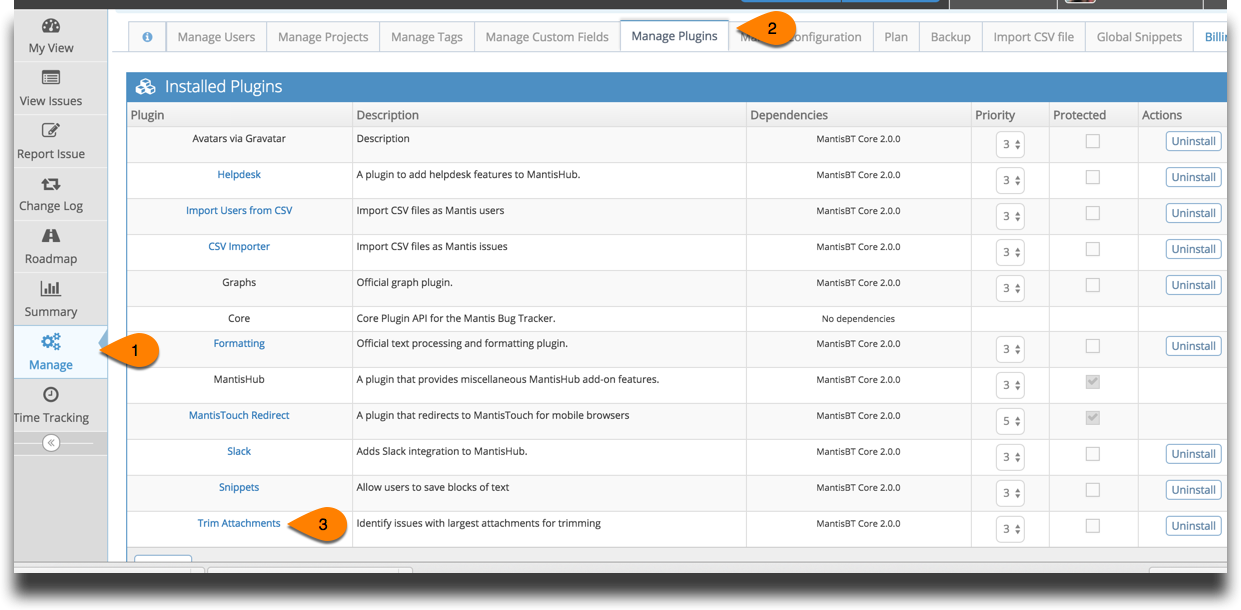 My View
View Issues
Report Issue
Change Log
Roadmap
Summary
Manage
Time Tracking
Manage Users Manage Projects Manage Tags Manage Custom Fields Manage Plugins Plan Backup Import CSV file Global Snippets
1
2
3
Installed Plugins
Plugin Description Dependencies Priority Protected Actions
Avatars via Gravatar Description MantisBT Core 2.0.0 3 Uninstall
Helpdesk A plugin to add helpdesk features to MantisHub. MantisBT Core 2.0.0 3 Uninstall
Import Users from CSV Import CSV files as Mantis users MantisBT Core 2.0.0 3 Uninstall
CSV Importer Import CSV files as Mantis issues MantisBT Core 2.0.0 3 Uninstall
Graphs Official graph plugin. MantisBT Core 2.0.0 3 Uninstall
Core Core Plugin API for the Mantis Bug Tracker. No dependencies
Formatting Official text processing and formatting plugin. MantisBT Core 2.0.0 3 Uninstall
MantisHub A plugin that provides miscellaneous MantisHub add-on features. MantisBT Core 2.0.0 3
MantisTouch Redirect A plugin that redirects to MantisTouch for mobile browsers MantisBT Core 2.0.0 5
Slack Adds Slack integration to MantisHub. MantisBT Core 2.0.0 3 Uninstall
Snippets Allow users to save blocks of text MantisBT Core 2.0.0 3 Uninstall
Trim Attachments Identify issues with largest attachments for trimming MantisBT Core 2.0.0 3 Uninstall